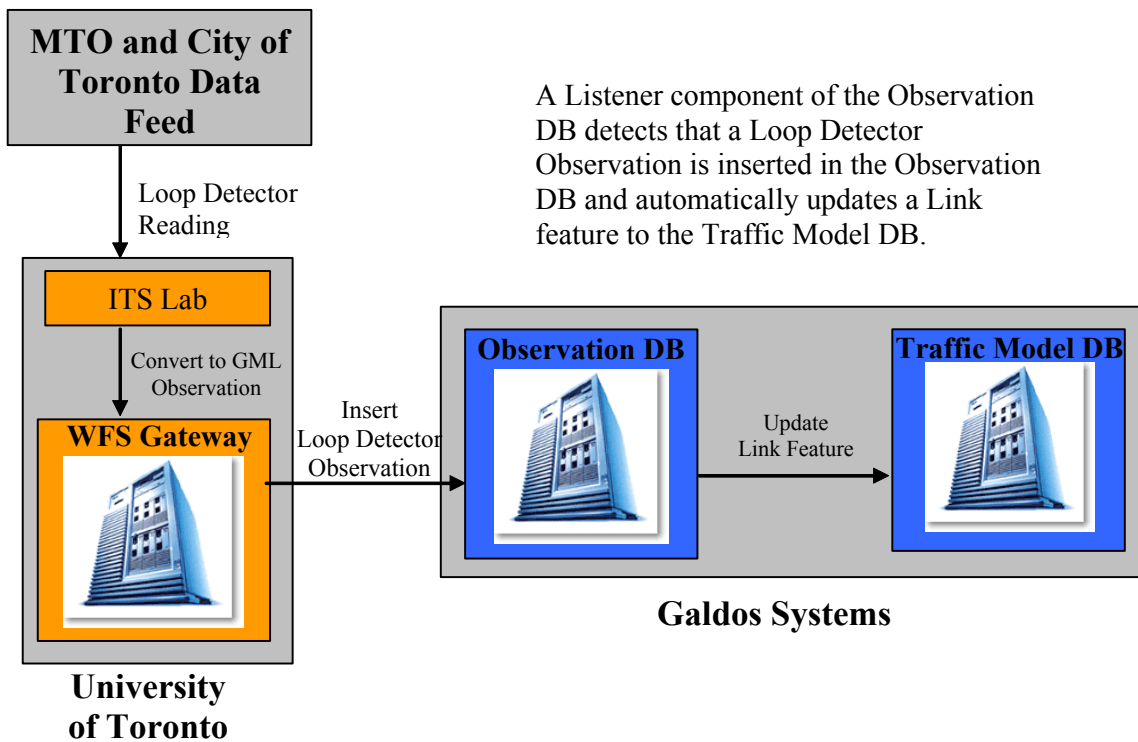 MTO and City of
Toronto Data
Feed
A Listener component of the Observation
DB detects that a Loop Detector
Observation is inserted in the Observation
DB and automatically updates a Link
feature to the Traffic Model DB.
Loop Detector
Reading
ITS Lab
Convert to GML
Observation
WFS Gateway
Insert
Loop Detector
Observation
Observation DB
Update
Link Feature
Traffic Model DB
Galdos Systems
University
of Toronto